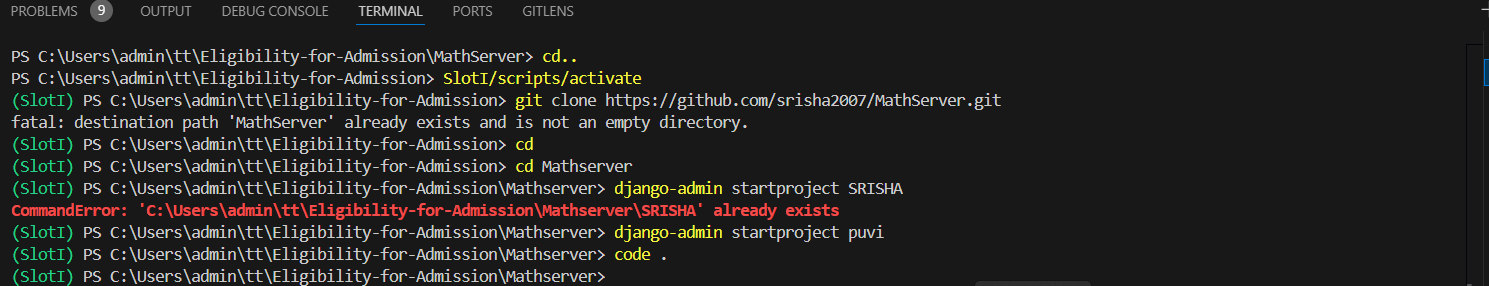 PROBLEMS 9 OUTPUT DEBUG CONSOLE TERMINAL PORTS GITLENS
PS C:\Users\admin\tt\Eligibility-for-Admission\MathServer> cd..
PS C:\Users\admin\tt\Eligibility-for-Admission> SlotI/scripts/activate
(SlotI) PS C:\Users\admin\tt\Eligibility-for-Admission> git clone https://github.com/srisha2007/MathServer.git
fatal: destination path 'MathServer' already exists and is not an empty directory.
(SlotI) PS C:\Users\admin\tt\Eligibility-for-Admission> cd
(SlotI) PS C:\Users\admin\tt\Eligibility-for-Admission> cd Mathserver
(SlotI) PS C:\Users\admin\tt\Eligibility-for-Admission\Mathserver> django-admin startproject SRISHA
CommandError: 'C:\Users\admin\tt\Eligibility-for-Admission\Mathserver\SRISHA' already exists
(SlotI) PS C:\Users\admin\tt\Eligibility-for-Admission\Mathserver> django-admin startproject puvi
(SlotI) PS C:\Users\admin\tt\Eligibility-for-Admission\Mathserver> code .
(SlotI) PS C:\Users\admin\tt\Eligibility-for-Admission\Mathserver>